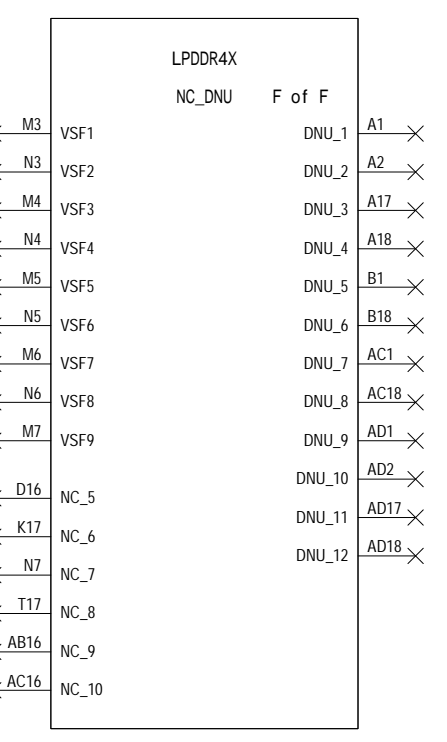 LPDDR4X
NC_DNU F of F
M3 VSF1 DNU_1 A1
N3 VSF2 DNU_2 A2
M4 VSF3 DNU_3 A17
N4 VSF4 DNU_4 A18
M5 VSF5 DNU_5 B1
N5 VSF6 DNU_6 B18
M6 VSF7 DNU_7 AC1
N6 VSF8 DNU_8 AC18
M7 VSF9 DNU_9 AD1
DNU_10 AD2
D16 NC_5
DNU_11 AD17
K17 NC_6
DNU_12 AD18
N7 NC_7
T17 NC_8
AB16 NC_9
AC16 NC_10